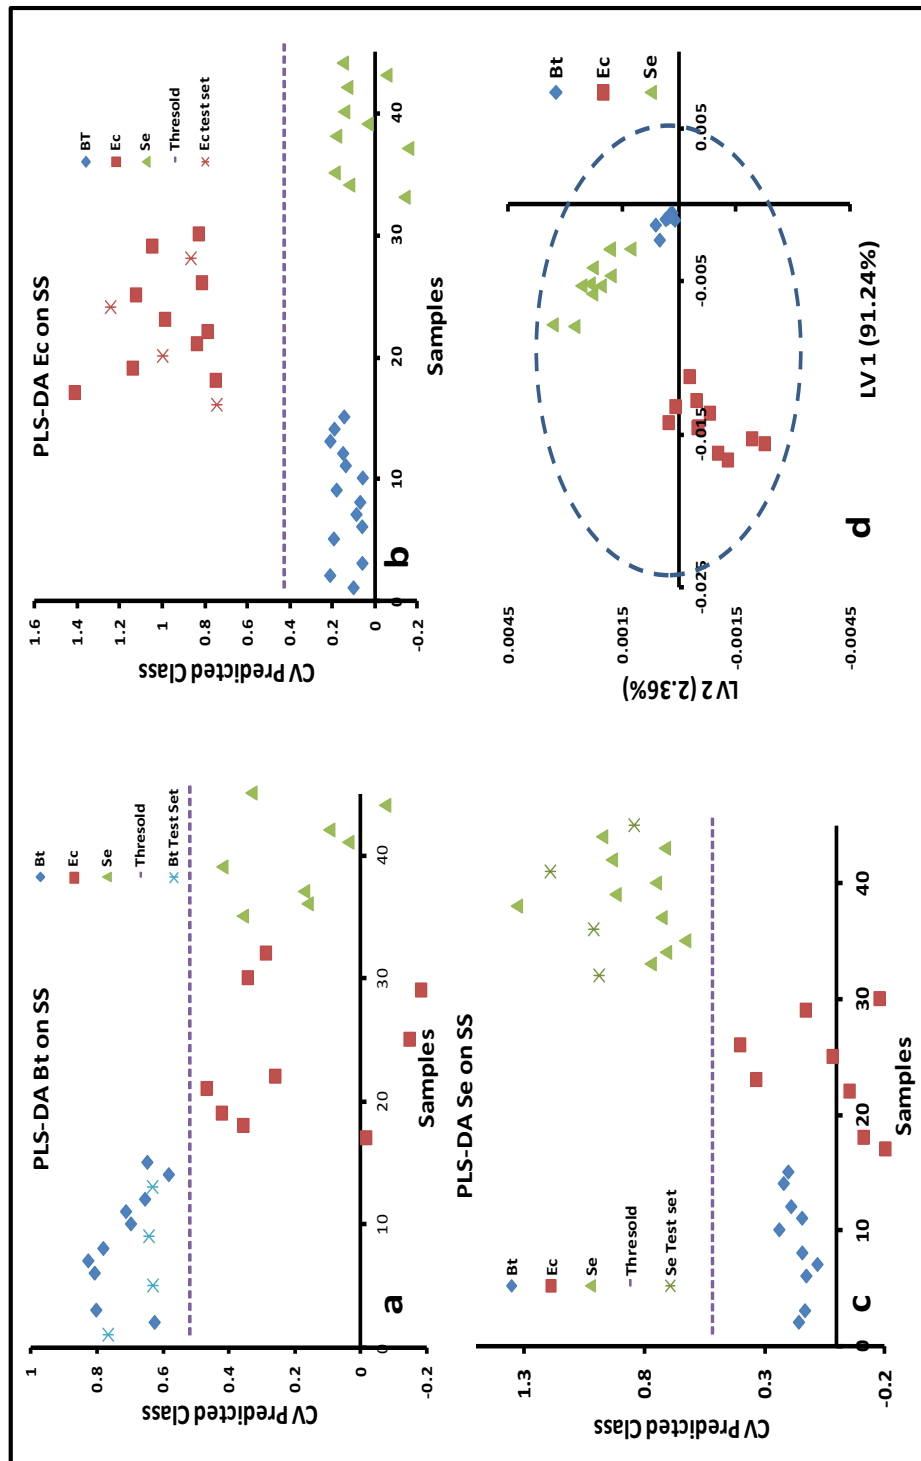 PLS-DA Bt on SS
CV Predicted Class
1
0.8
0.6
0.4
0.2
0
-0.2
0
10
20
30
40
Samples
Bt
Ec
Se
Thresold
Bt Test Set
a
PLS-DA Ec on SS
CV Predicted Class
1.6
1.4
1.2
1
0.8
0.6
0.4
0.2
0
-0.2
0
10
20
30
40
Samples
BT
Ec
Se
Thresold
Ec test set
b
PLS-DA Se on SS
CV Predicted Class
1.3
0.8
0.3
-0.2
0
10
20
30
40
Samples
Bt
Ec
Se
Thresold
Se Test set
c
LV 2 (2.36%)
0.0045
0.0015
-0.0015
-0.0045
-0.025
-0.015
-0.005
0.005
LV 1 (91.24%)
Bt
Ec
Se
d